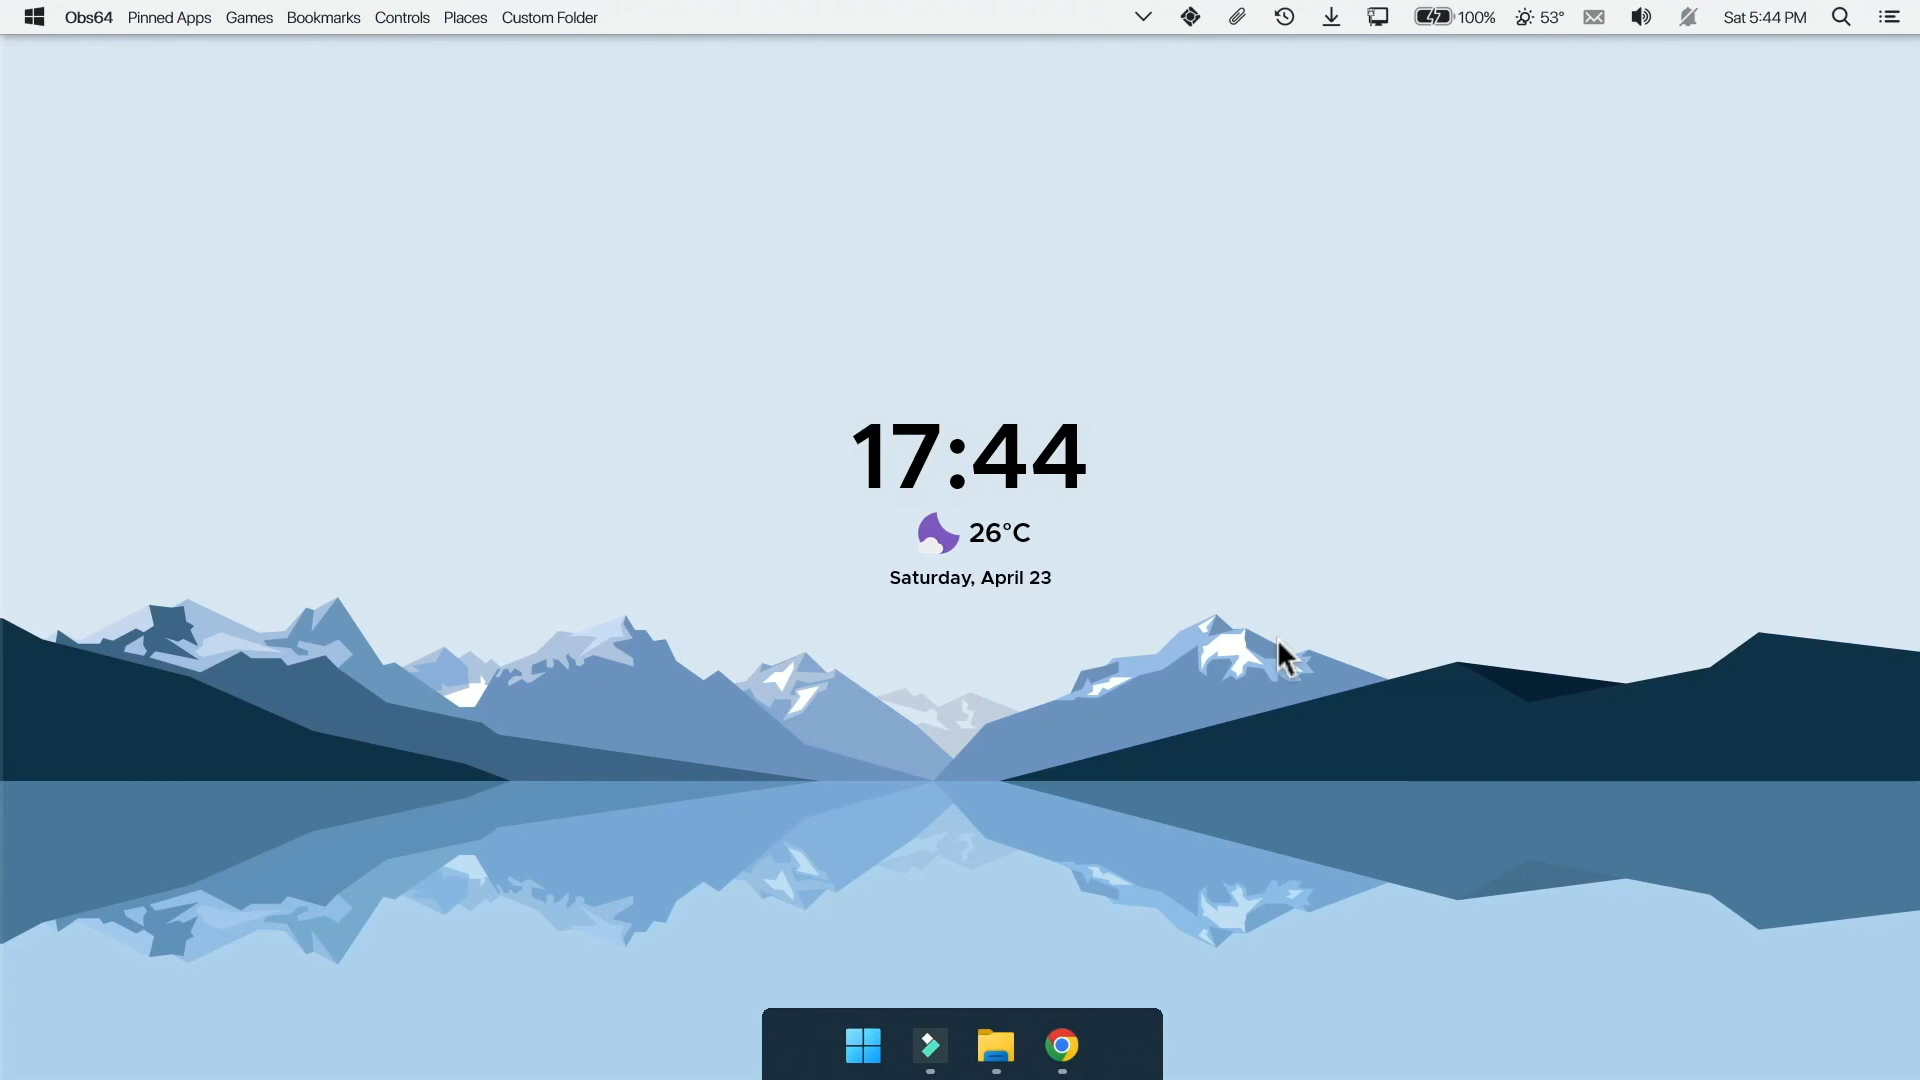 Obs64 Pinned Apps Games Bookmarks Controls Places Custom Folder 100% 53° Sat 5:44 PM
17:44
26°C
Saturday, April 23